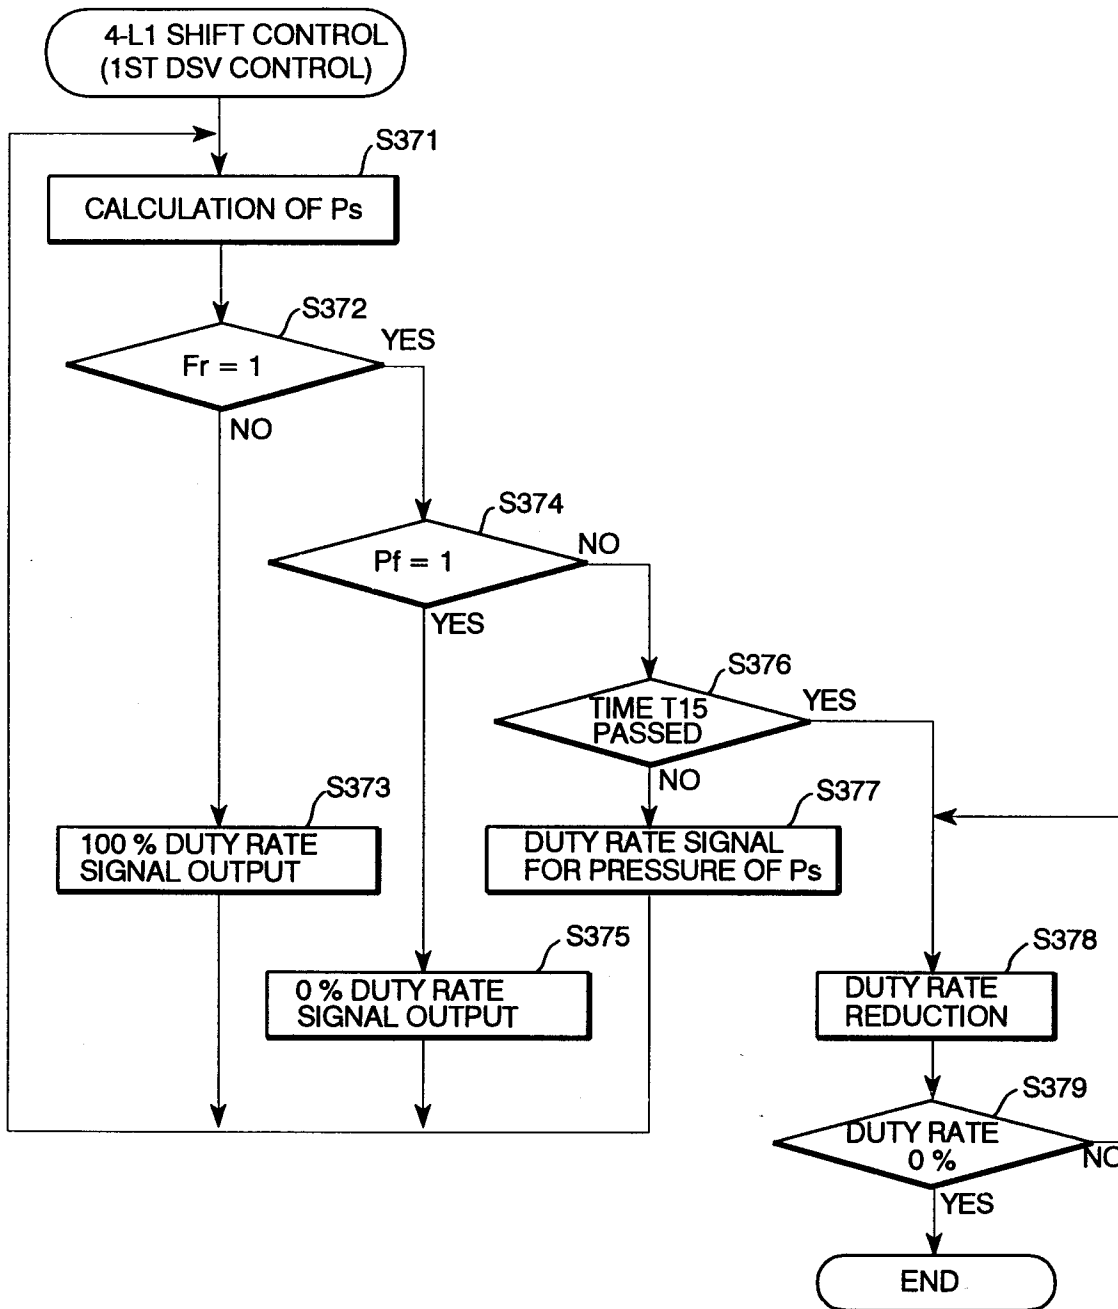 4-L1 SHIFT CONTROL
(1ST DSV CONTROL)
S371
CALCULATION OF Ps
S372
YES
Fr = 1
NO
S374
NO
Pf = 1
YES
S376
YES
TIME T15
PASSED
NO
S373
100 % DUTY RATE
SIGNAL OUTPUT
S377
DUTY RATE SIGNAL
FOR PRESSURE OF Ps
S375
0 % DUTY RATE
SIGNAL OUTPUT
S378
DUTY RATE
REDUCTION
S379
DUTY RATE
0 %
NO
YES
END